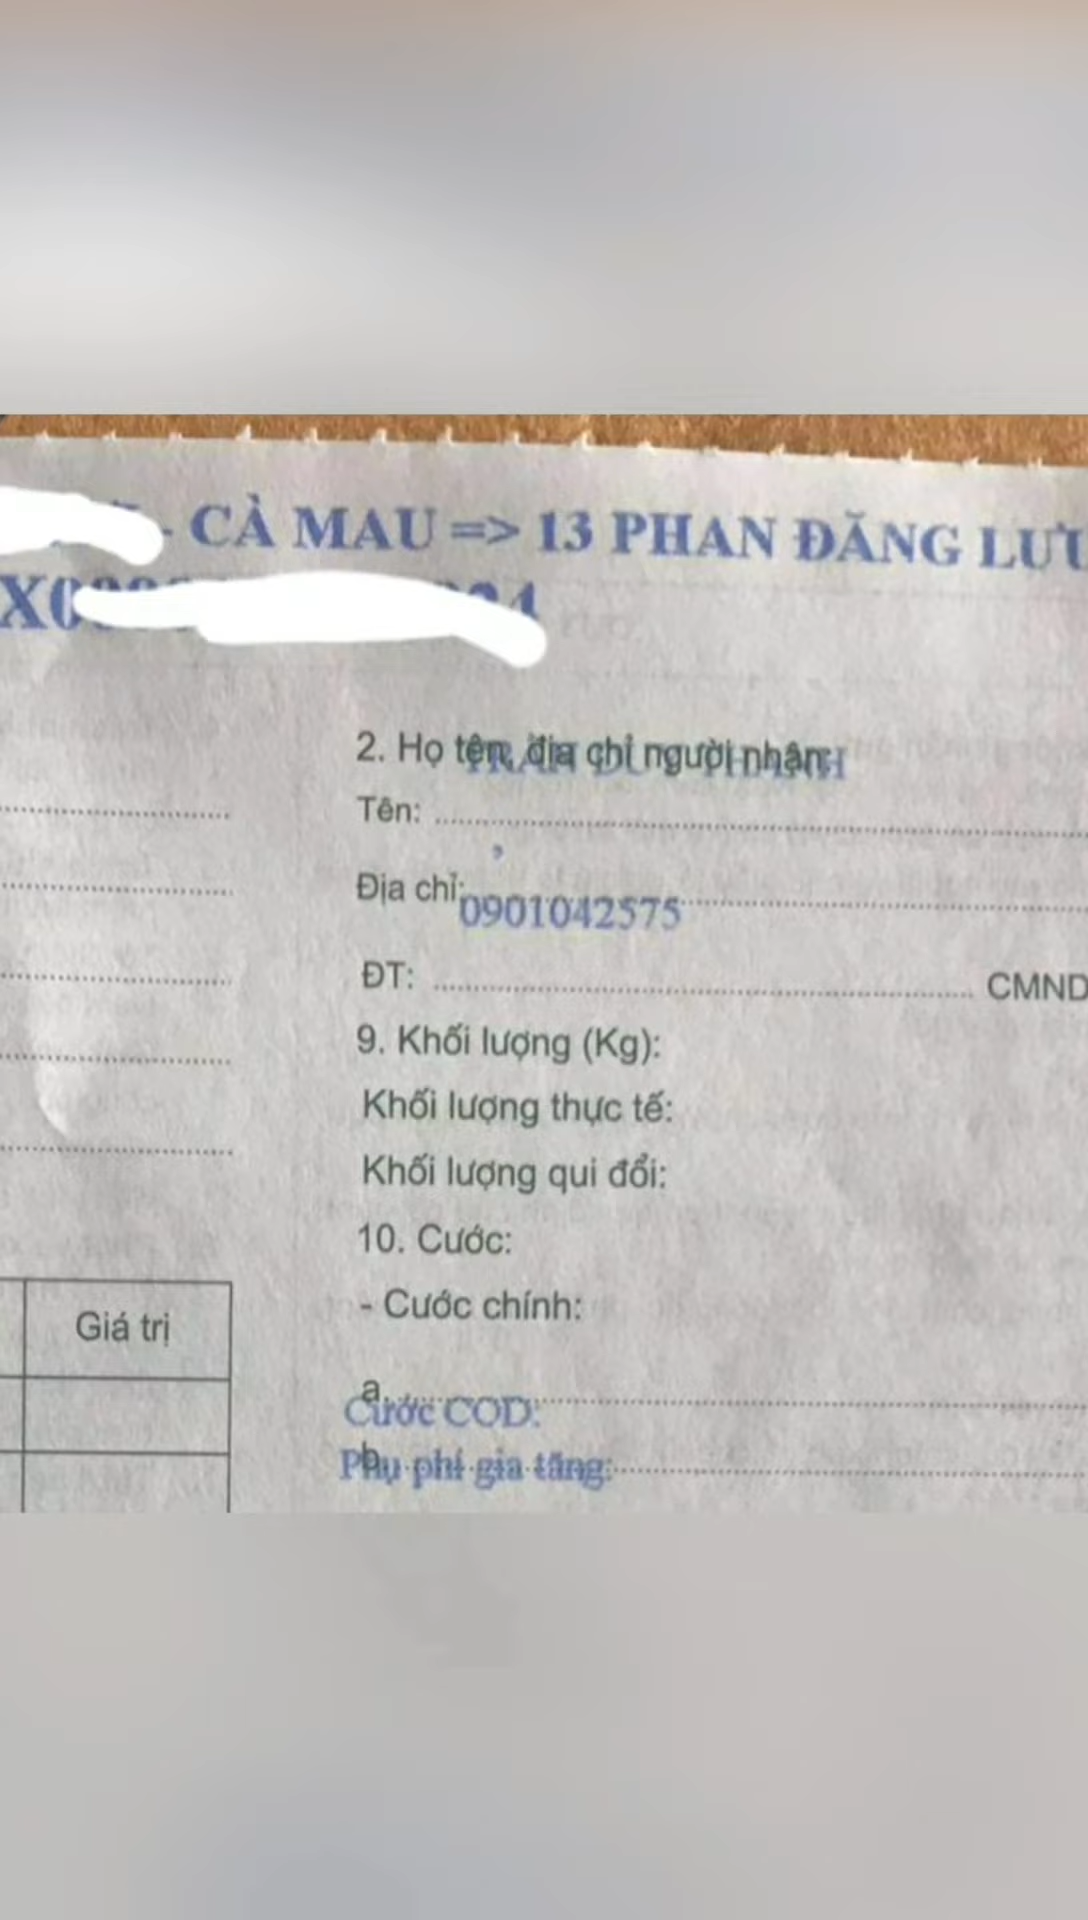 - CÀ MAU => 13 PHAN ĐĂNG LƯU
2. Họ tên, địa chỉ người nhận:
TRẦN
Tên:
,
Địa chỉ:
0901042575
ĐT: CMND
9. Khối lượng (Kg):
Khối lượng thực tế:
Khối lượng qui đổi:
10. Cước:
- Cước chính:
Giá trị
a.
Cước COD:
b.
Phụ phí gia tăng: